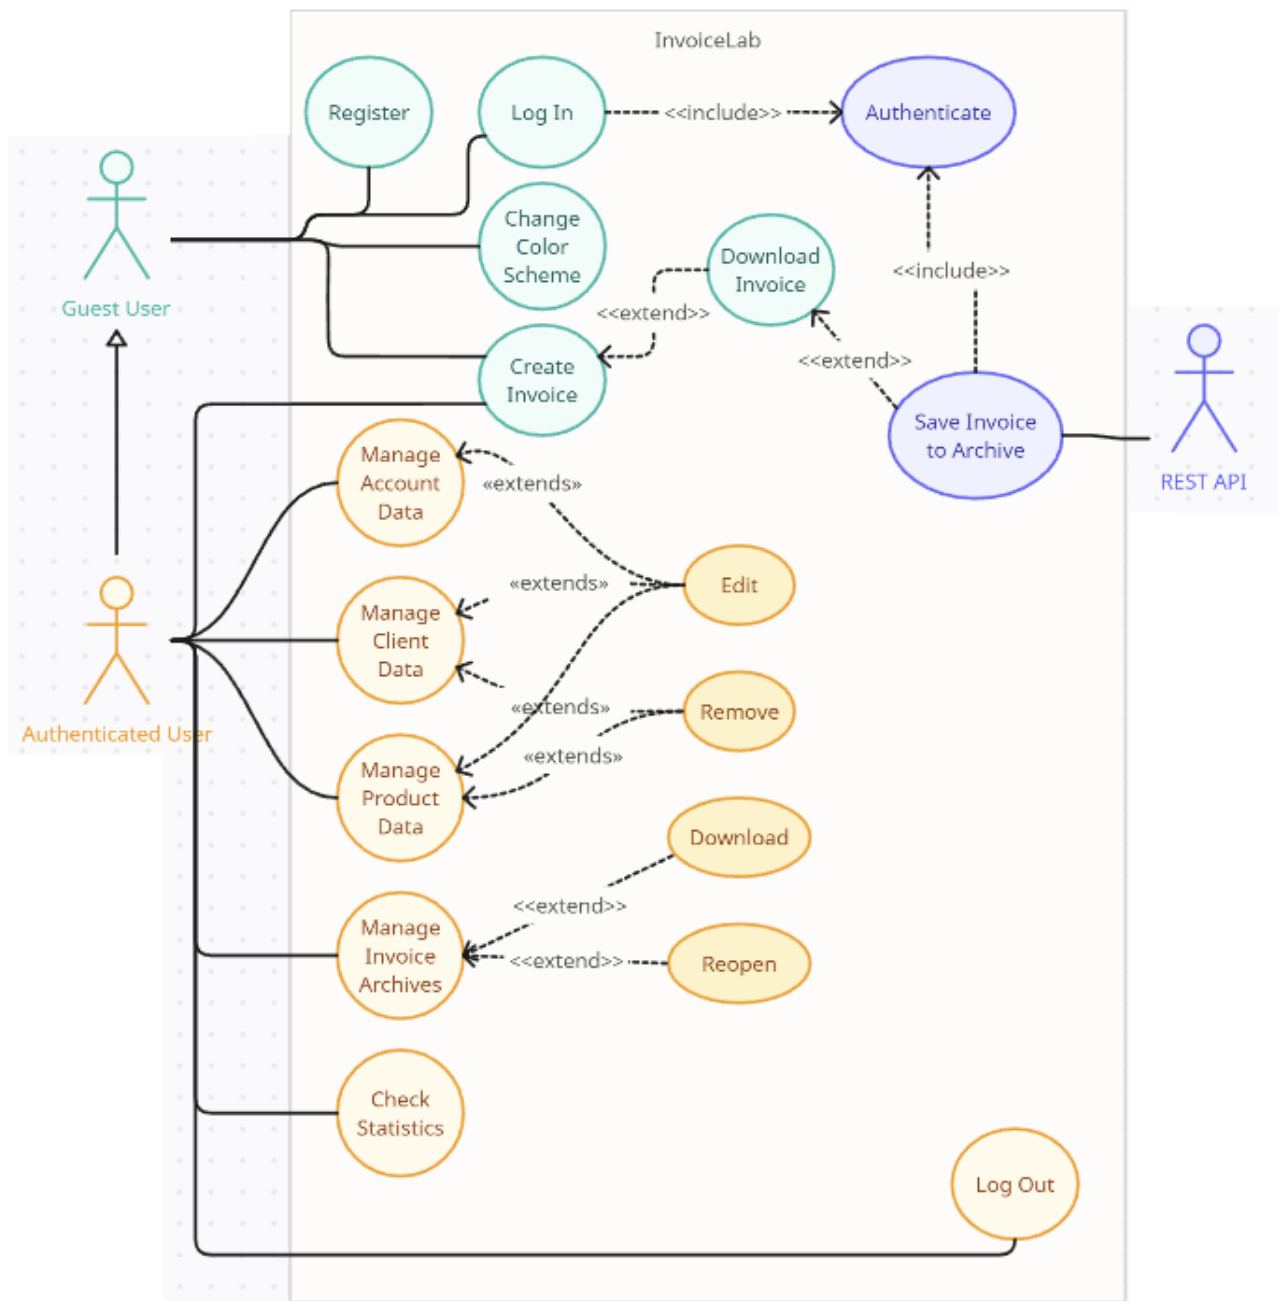 InvoiceLab
Register
Log In
<<include>>
Authenticate
Change
Color
Scheme
Download
Invoice
<<include>>
Guest User
<<extend>>
<<extend>>
Create
Invoice
Save Invoice
to Archive
REST API
Manage
Account
Data
«extends»
«extends»
Edit
Manage
Client
Data
«extends»
Remove
Authenticated User
«extends»
Manage
Product
Data
Download
<<extend>>
Manage
Invoice
Archives
<<extend>>
Reopen
Check
Statistics
Log Out